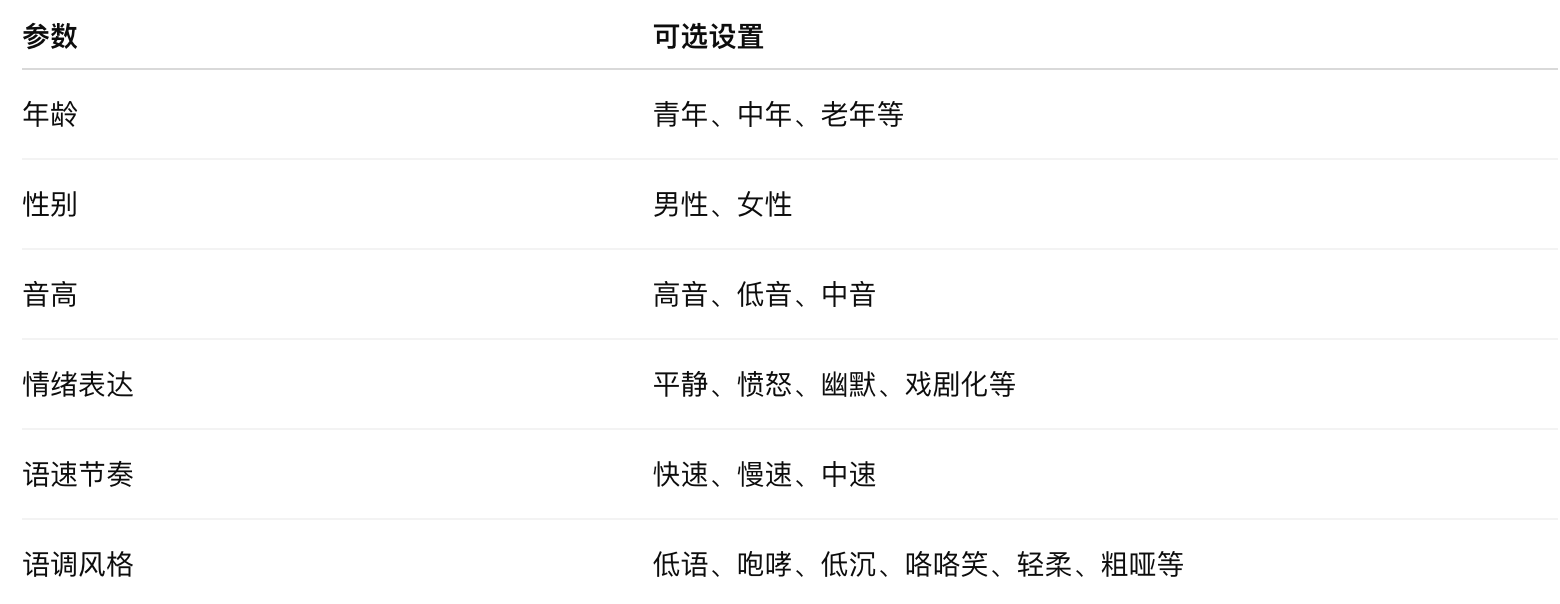 参数 可选设置
年龄 青年、中年、老年等
性别 男性、女性
音高 高音、低音、中音
情绪表达 平静、愤怒、幽默、戏剧化等
语速节奏 快速、慢速、中速
语调风格 低语、咆哮、低沉、咯咯笑、轻柔、粗哑等